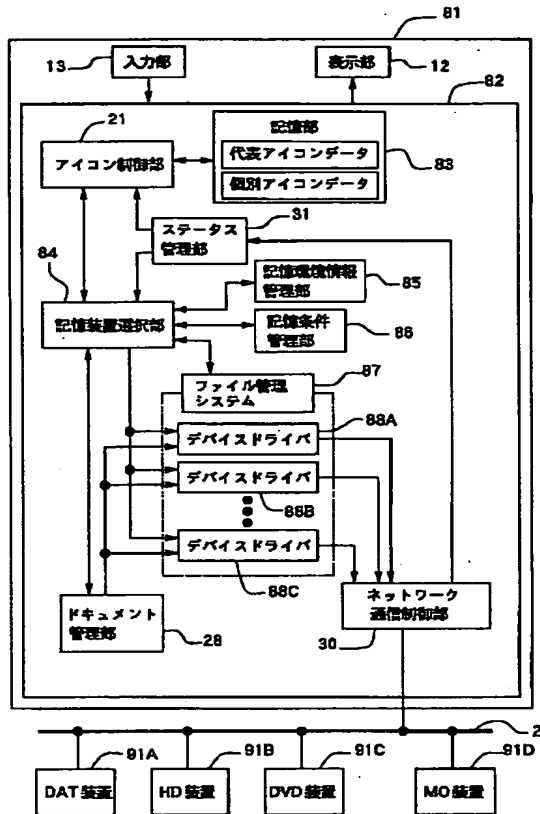 81
13
入力部
表示部
12
82
21
アイコン制御部
記憶部
代表アイコンデータ
個別アイコンデータ
83
ステータス
管理部
31
84
記憶環境情報
管理部
85
記憶装置選択部
記憶条件
管理部
86
ファイル管理
システム
87
デバイスドライバ
88A
デバイスドライバ
88B
デバイスドライバ
88C
ドキュメント
管理部
28
ネットワーク
通信制御部
30
2
91A
91B
91C
91D
DAT装置
HD装置
DVD装置
MO装置